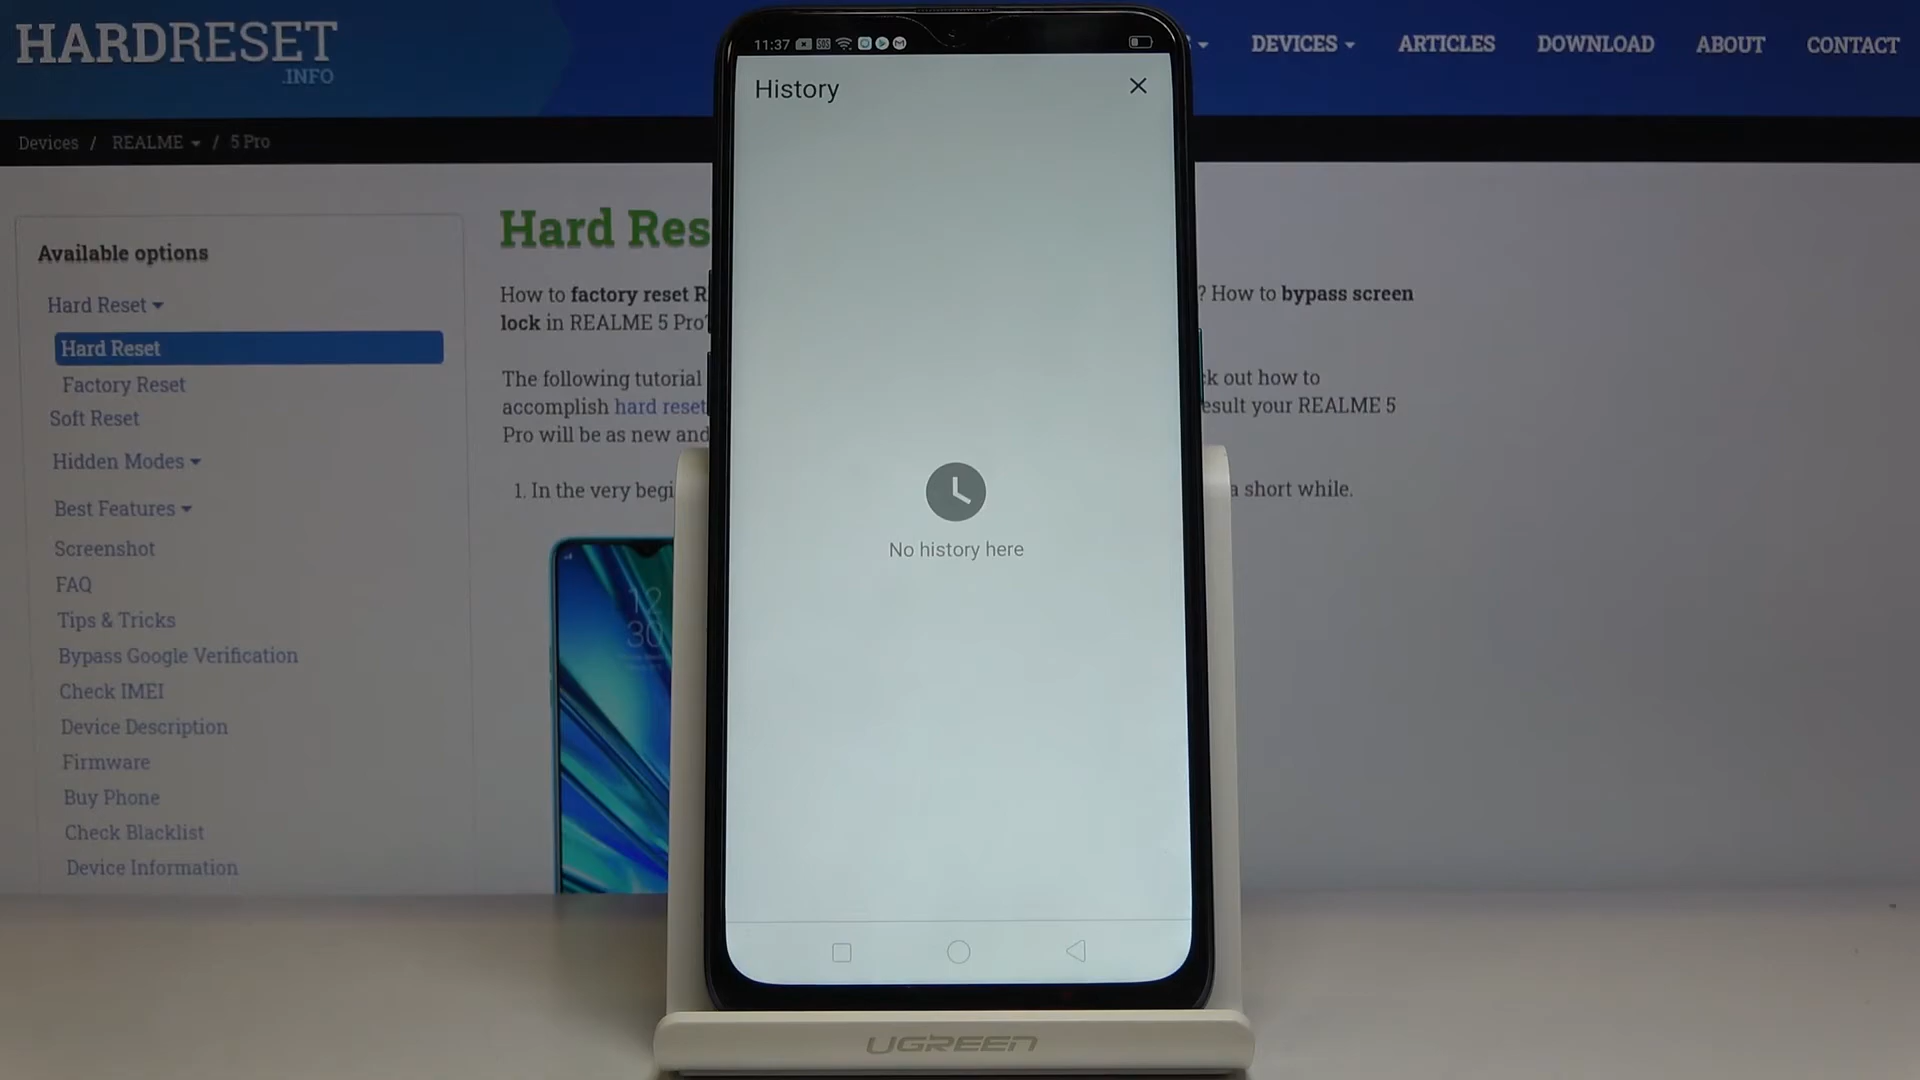 HARDRESET
.INFO
DEVICES
ARTICLES
DOWNLOAD
ABOUT
CONTACT
Devices / REALME / 5 Pro
Available options
Hard Reset
Hard Reset
Factory Reset
Soft Reset
Hidden Modes
Best Features
Screenshot
FAQ
Tips & Tricks
Bypass Google Verification
Check IMEI
Device Description
Firmware
Buy Phone
Check Blacklist
Device Information
Hard Res
How to factory reset R
? How to bypass screen
lock in REALME 5 Pro?
The following tutorial
ck out how to
accomplish hard reset
esult your REALME 5
Pro will be as new and
1. In the very begi
a short while.
12
30
11:37
SOS
History
No history here
UGREEN